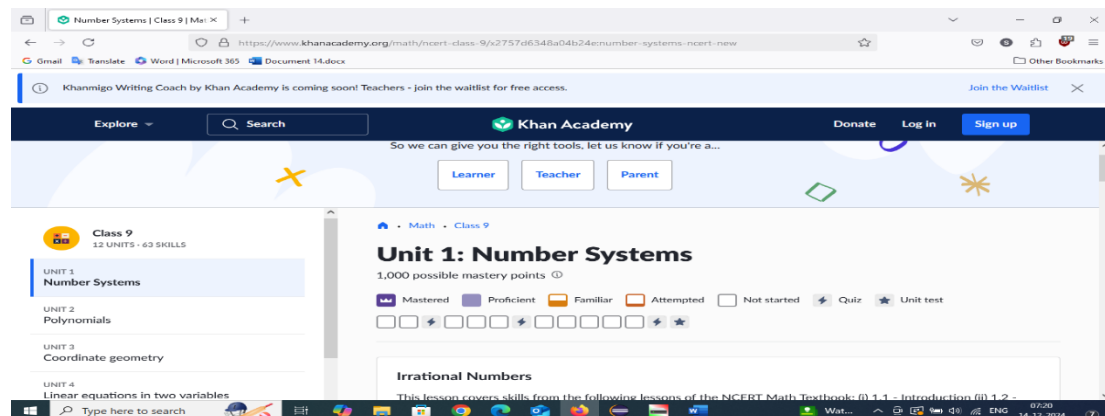 Number Systems | Class 9 | Mat
https://www.khanacademy.org/math/ncert-class-9/x2757d6348a04b24e:number-systems-ncert-new
Gmail Translate Word | Microsoft 365 Document 14.docx Other Bookmarks
Khanmigo Writing Coach by Khan Academy is coming soon! Teachers - join the waitlist for free access. Join the Waitlist
Explore Search Khan Academy Donate Log in Sign up
So we can give you the right tools, let us know if you're a...
Learner Teacher Parent
Class 9
12 UNITS · 63 SKILLS
UNIT 1
Number Systems
UNIT 2
Polynomials
UNIT 3
Coordinate geometry
UNIT 4
Linear equations in two variables
Math · Class 9
Unit 1: Number Systems
1,000 possible mastery points
Mastered Proficient Familiar Attempted Not started Quiz Unit test
Irrational Numbers
This lesson covers skills from the following lessons of the NCERT Math Textbook: (i) 1.1 - Introduction (ii) 1.2 -
Type here to search Wat... ENG 07:20
14-12-2024